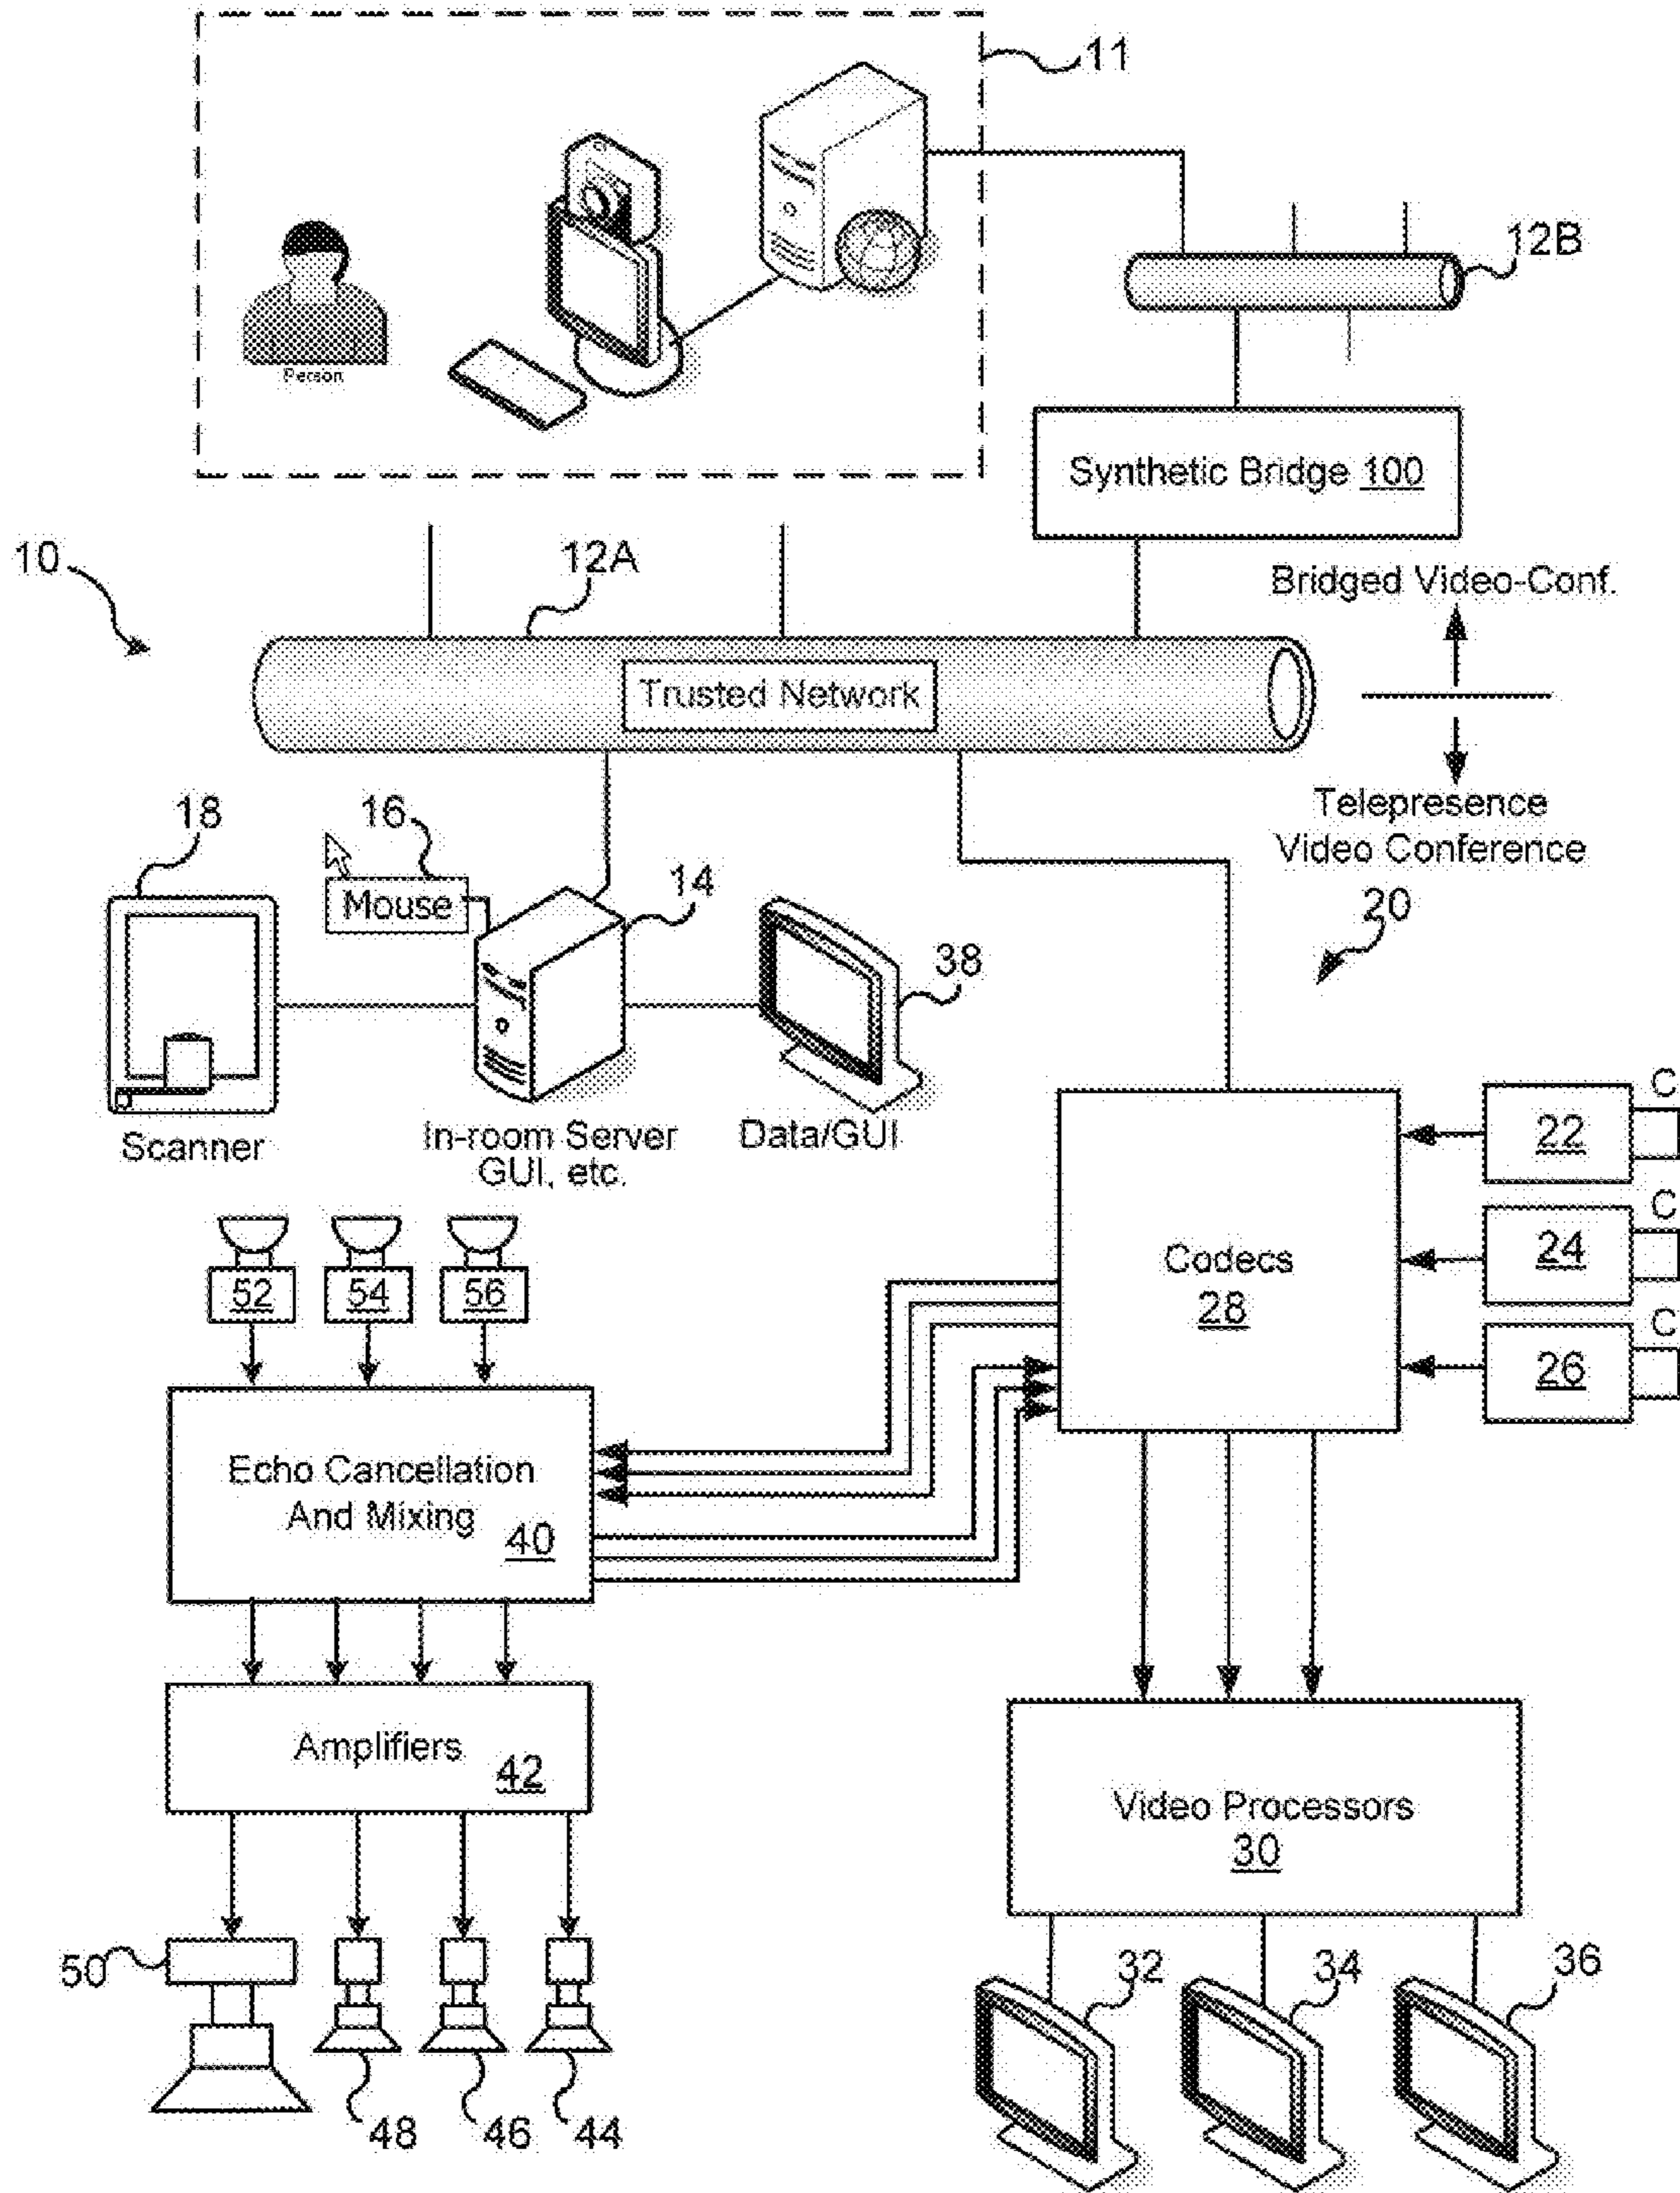 11
12B
Person
Synthetic Bridge 100
10
12A
Bridged Video-Conf.
Trusted Network
Telepresence
Video Conference
18
16
Mouse
14
20
38
Scanner
In-room Server
GUI, etc.
Data/GUI
C
22
C
24
C
26
52
54
56
Codecs
28
Echo Cancellation
And Mixing
40
Amplifiers
42
Video Processors
30
50
48
46
44
32
34
36